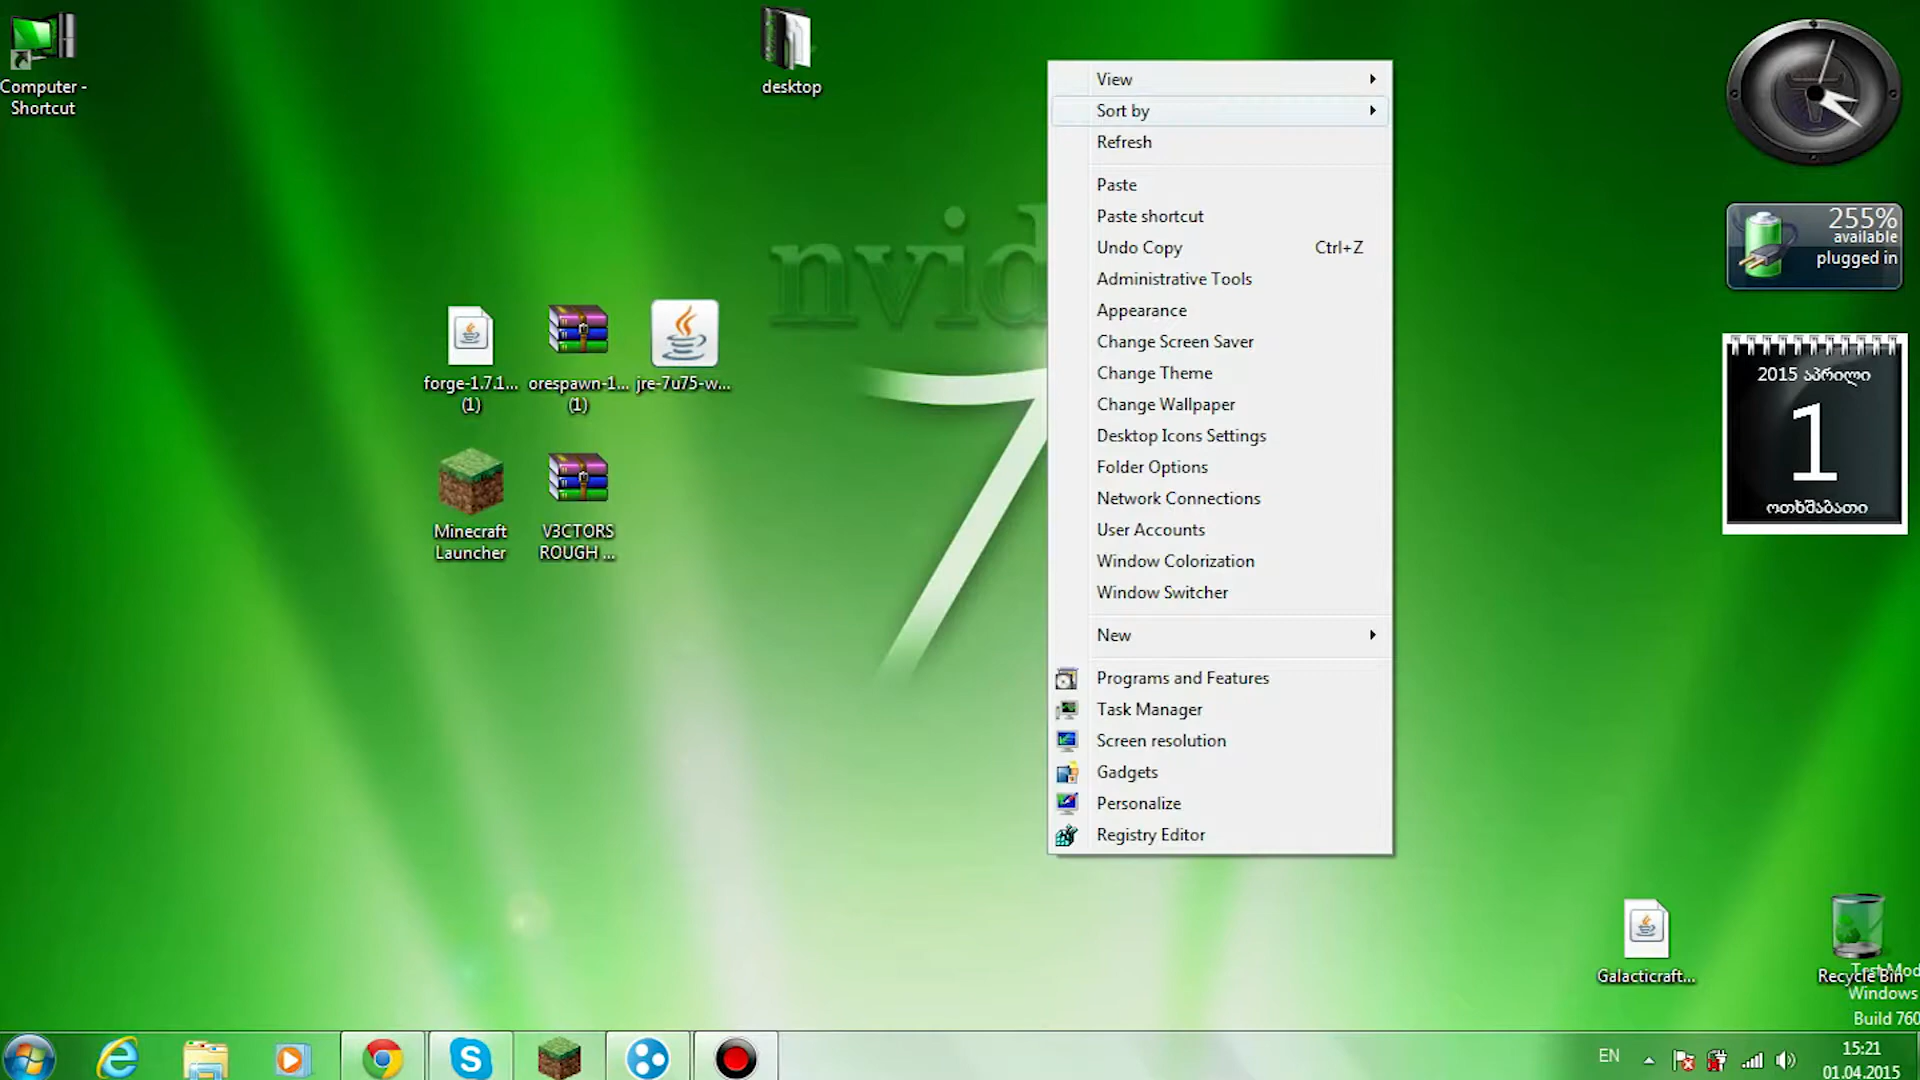 Computer -
Shortcut
desktop
forge-1.7.1...
(1)
orespawn-1...
(1)
jre-7u75-w...
Minecraft
Launcher
V3CTORS
ROUGH ...
nvid
7
View
Sort by
Refresh
Paste
Paste shortcut
Undo Copy Ctrl+Z
Administrative Tools
Appearance
Change Screen Saver
Change Theme
Change Wallpaper
Desktop Icons Settings
Folder Options
Network Connections
User Accounts
Window Colorization
Window Switcher
New
Programs and Features
Task Manager
Screen resolution
Gadgets
Personalize
Registry Editor
255%
available
plugged in
2015 აპრილი
1
ოთხშაბათი
Galacticraft...
Recycle Bin
Test Mod
Windows
Build 760
EN
15:21
01.04.2015